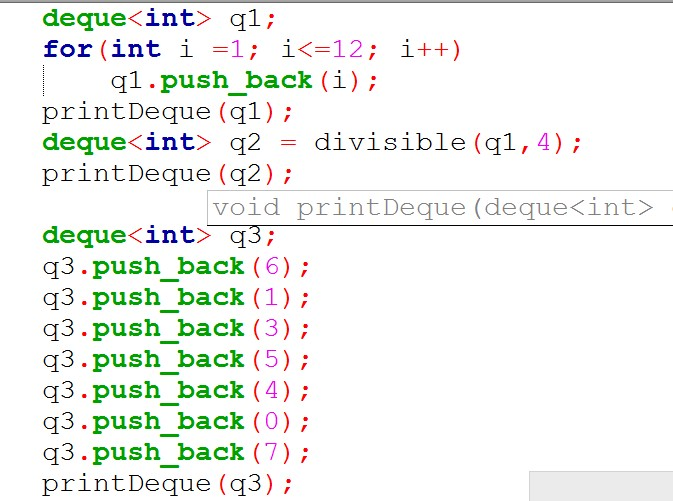 deque<int> q1;
for(int i =1; i<=12; i++)
q1.push_back(i);
printDeque(q1);
deque<int> q2 = divisible(q1,4);
printDeque(q2);
void printDeque(deque<int>
deque<int> q3;
q3.push_back(6);
q3.push_back(1);
q3.push_back(3);
q3.push_back(5);
q3.push_back(4);
q3.push_back(0);
q3.push_back(7);
printDeque(q3);